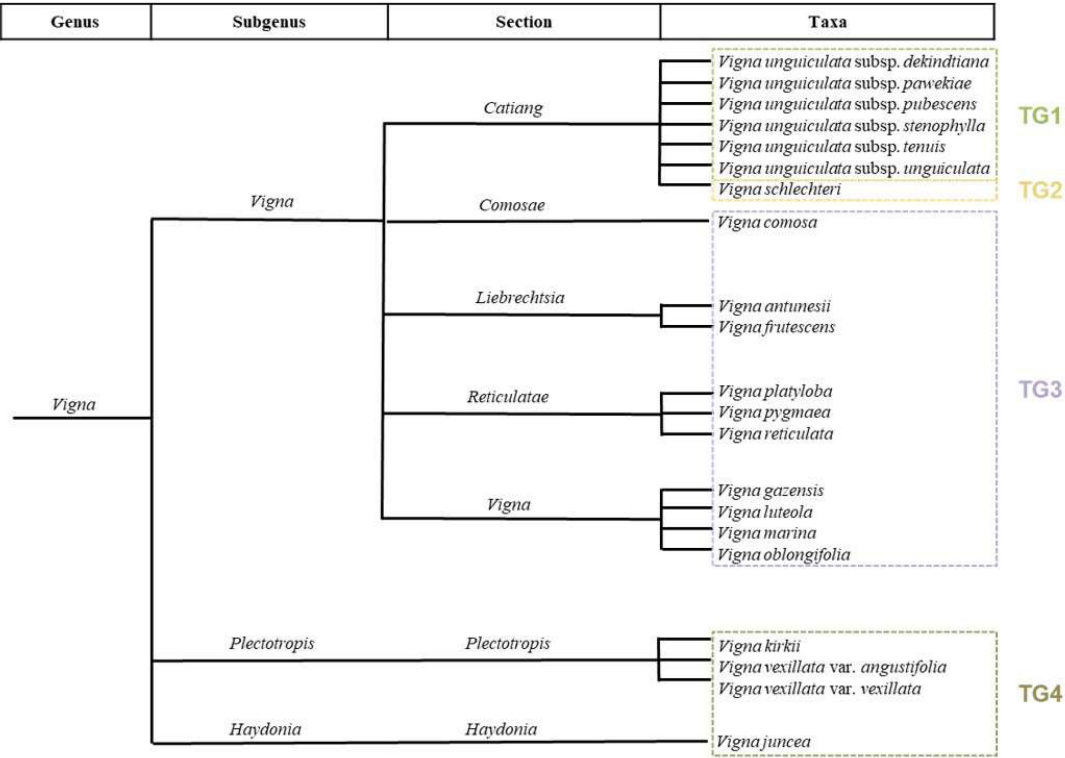 Genus Subgenus Section Taxa
Vigna unguiculata subsp. dekindtiana
Vigna unguiculata subsp. pawekiae
Catiang
Vigna unguiculata subsp. pubescens
TG1
Vigna unguiculata subsp. stenophylla
Vigna unguiculata subsp. tenuis
Vigna unguiculata subsp. unguiculata
Vigna schlechteri
TG2
Vigna
Comosae
Vigna comosa
Liebrechtsia
Vigna antunesii
Vigna frutescens
Reticulatae
Vigna platyloba
TG3
Vigna
Vigna pygmaea
Vigna reticulata
Vigna
Vigna gazensis
Vigna luteola
Vigna marina
Vigna oblongifolia
Plectotropis
Plectotropis
Vigna kirkii
Vigna vexillata var. angustifolia
Vigna vexillata var. vexillata
TG4
Haydonia
Haydonia
Vigna juncea